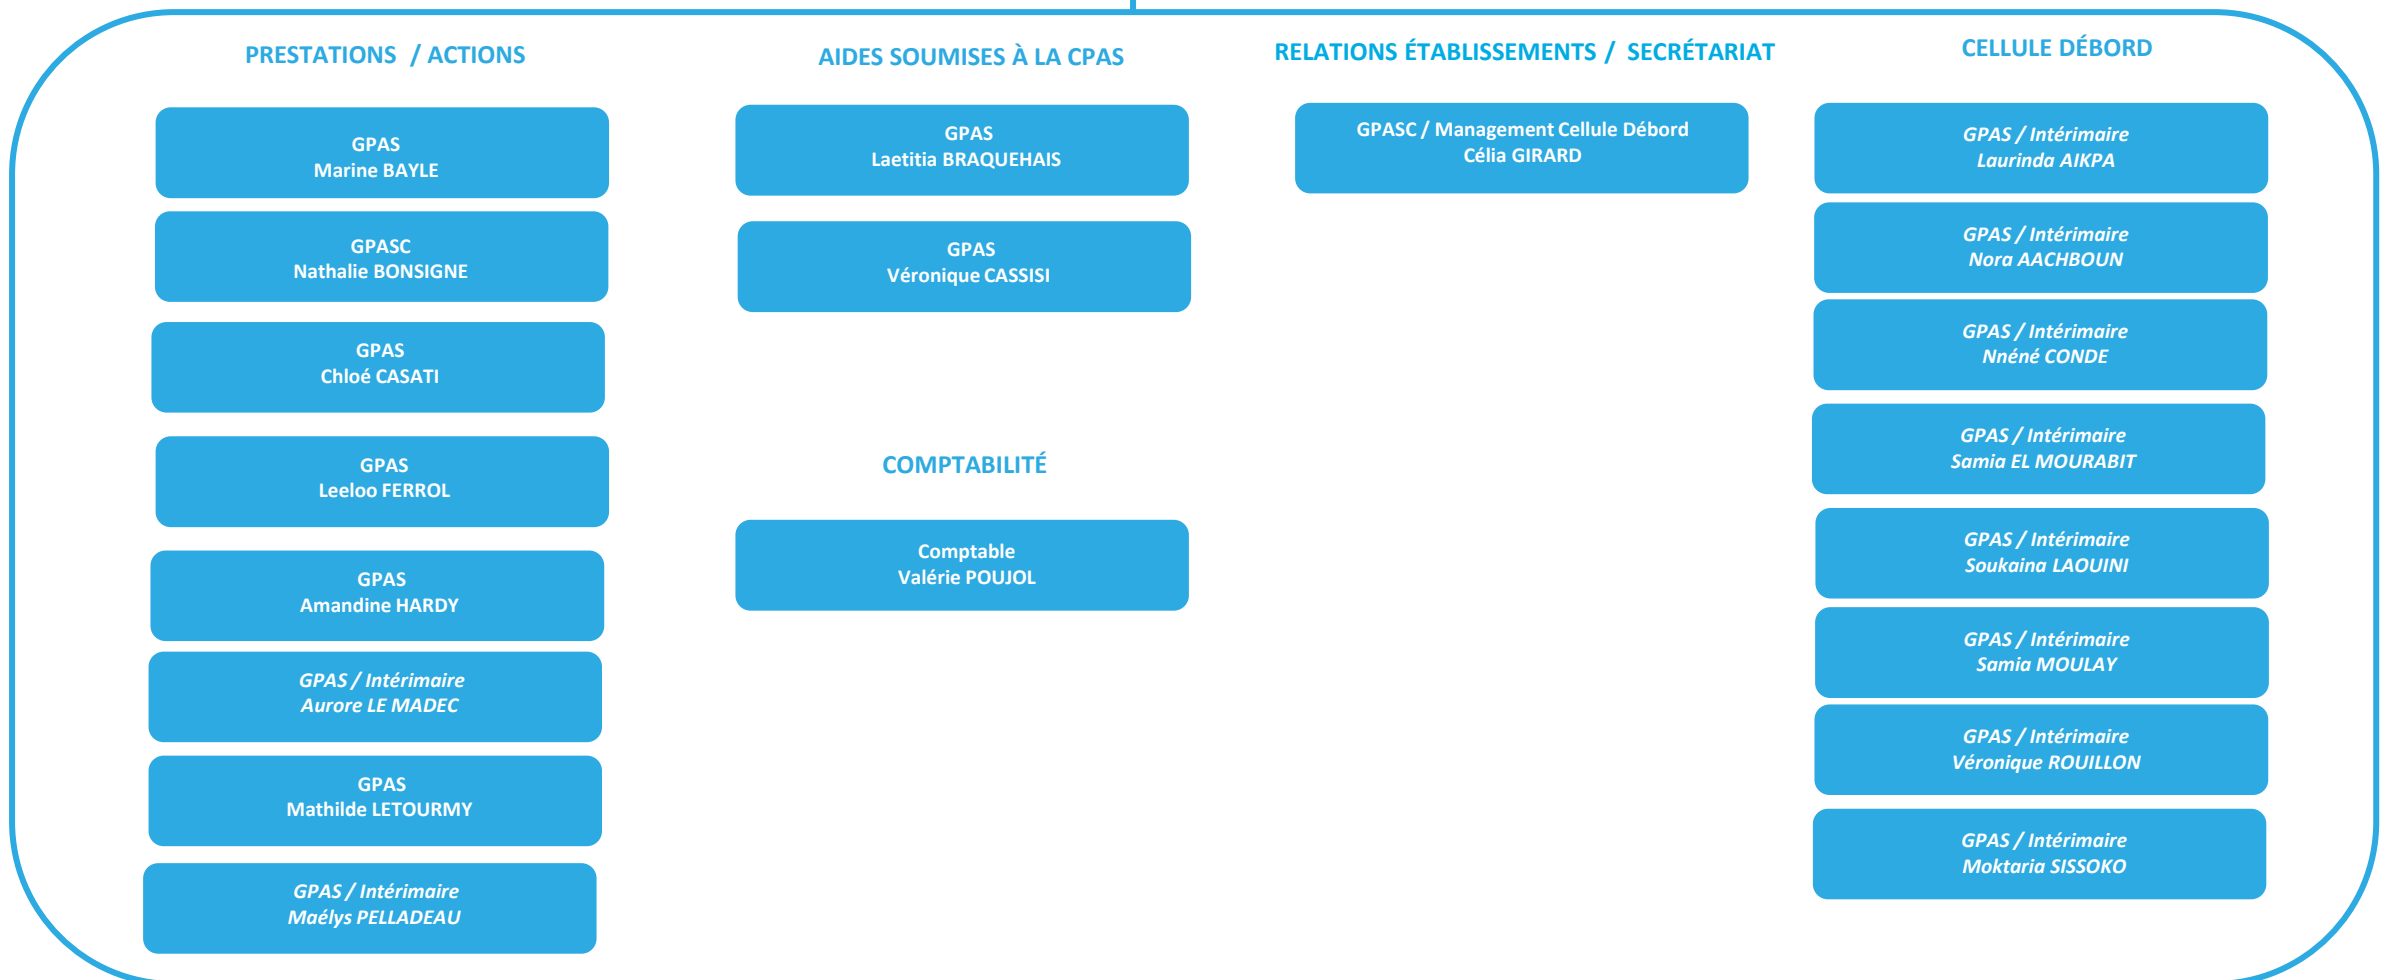 PRESTATIONS / ACTIONS
GPAS
Marine BAYLE
GPASC
Nathalie BONSIGNE
GPAS
Chloé CASATI
GPAS
Leeloo FERROL
GPAS
Amandine HARDY
GPAS / Intérimaire
Aurore LE MADEC
GPAS
Mathilde LETOURMY
GPAS / Intérimaire
Maélys PELLADEAU
AIDES SOUMISES À LA CPAS
GPAS
Laetitia BRAQUEHAIS
GPAS
Véronique CASSISI
COMPTABILITÉ
Comptable
Valérie POUJOL
RELATIONS ÉTABLISSEMENTS / SECRÉTARIAT
GPASC / Management Cellule Débord
Célia GIRARD
CELLULE DÉBORD
GPAS / Intérimaire
Laurinda AIKPA
GPAS / Intérimaire
Nora AACHBOUN
GPAS / Intérimaire
Nnéné CONDE
GPAS / Intérimaire
Samia EL MOURABIT
GPAS / Intérimaire
Soukaina LAOUINI
GPAS / Intérimaire
Samia MOULAY
GPAS / Intérimaire
Véronique ROUILLON
GPAS / Intérimaire
Moktaria SISSOKO